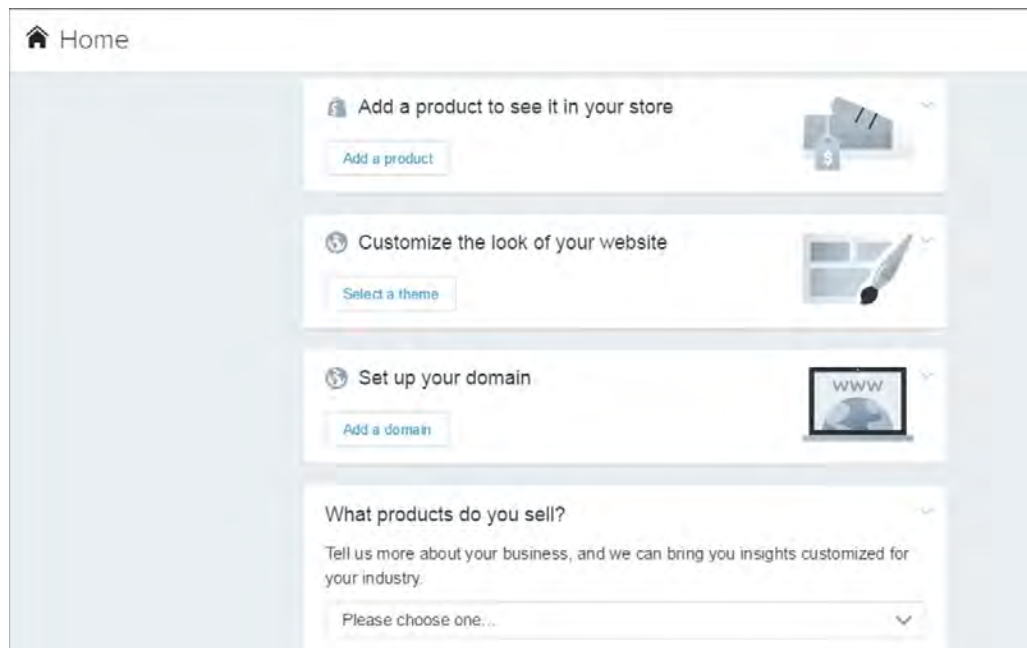 Home
Add a product to see it in your store
Add a product
$
Customize the look of your website
Select a theme
Set up your domain
WWW
Add a domain
What products do you sell?
Tell us more about your business, and we can bring you insights customized for
your industry.
Please choose one...